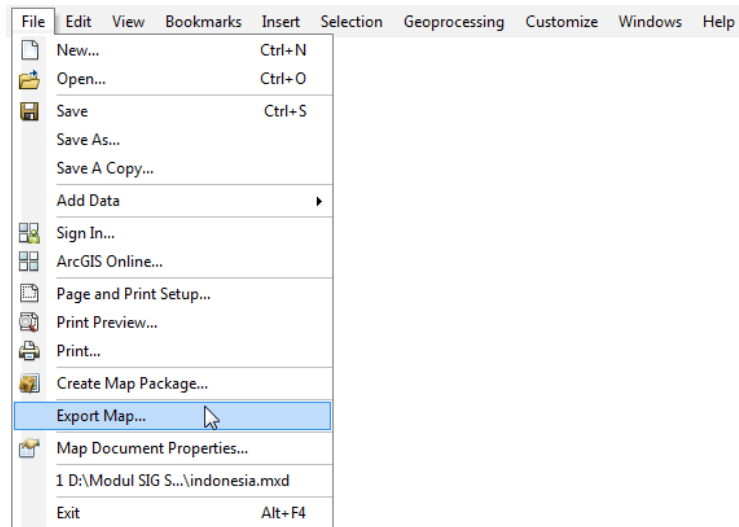 File Edit View Bookmarks Insert Selection Geoprocessing Customize Windows Help
New... Ctrl+N
Open... Ctrl+O
Save Ctrl+S
Save As...
Save A Copy...
Add Data
Sign In...
ArcGIS Online...
Page and Print Setup...
Print Preview...
Print...
Create Map Package...
Export Map...
Map Document Properties...
1 D:\Modul SIG S...\indonesia.mxd
Exit Alt+F4